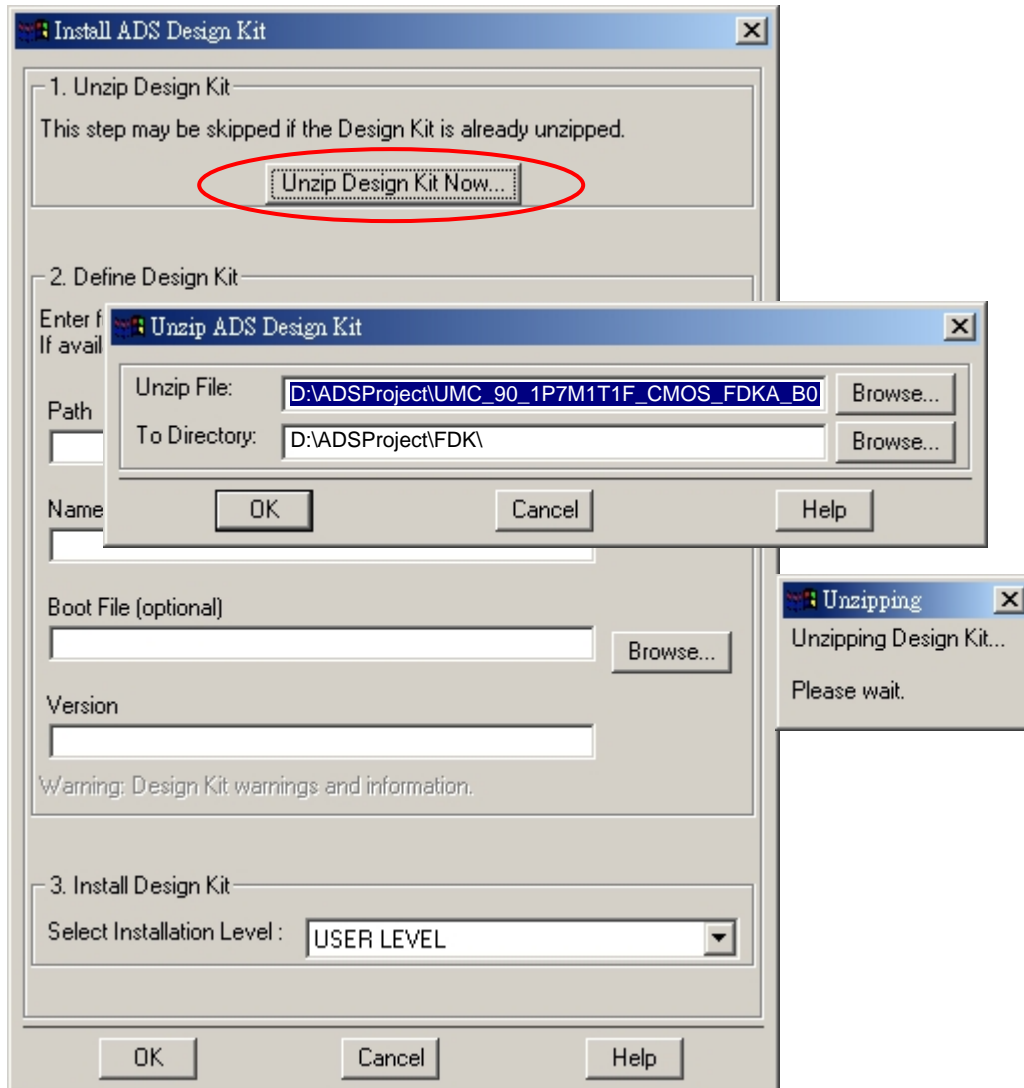 Install ADS Design Kit
1. Unzip Design Kit
This step may be skipped if the Design Kit is already unzipped.
Unzip Design Kit Now...
2. Define Design Kit
Enter
If avail
Path
Name
Unzip ADS Design Kit
Unzip File: D:\ADSProject\UMC_90_1P7M1T1F_CMOS_FDKA_B0 Browse...
To Directory: D:\ADSProject\FDK\ Browse...
OK Cancel Help
Boot File (optional)
Browse...
Version
Warning: Design Kit warnings and information.
Unzipping
Unzipping Design Kit...
Please wait.
3. Install Design Kit
Select Installation Level : USER LEVEL
OK Cancel Help